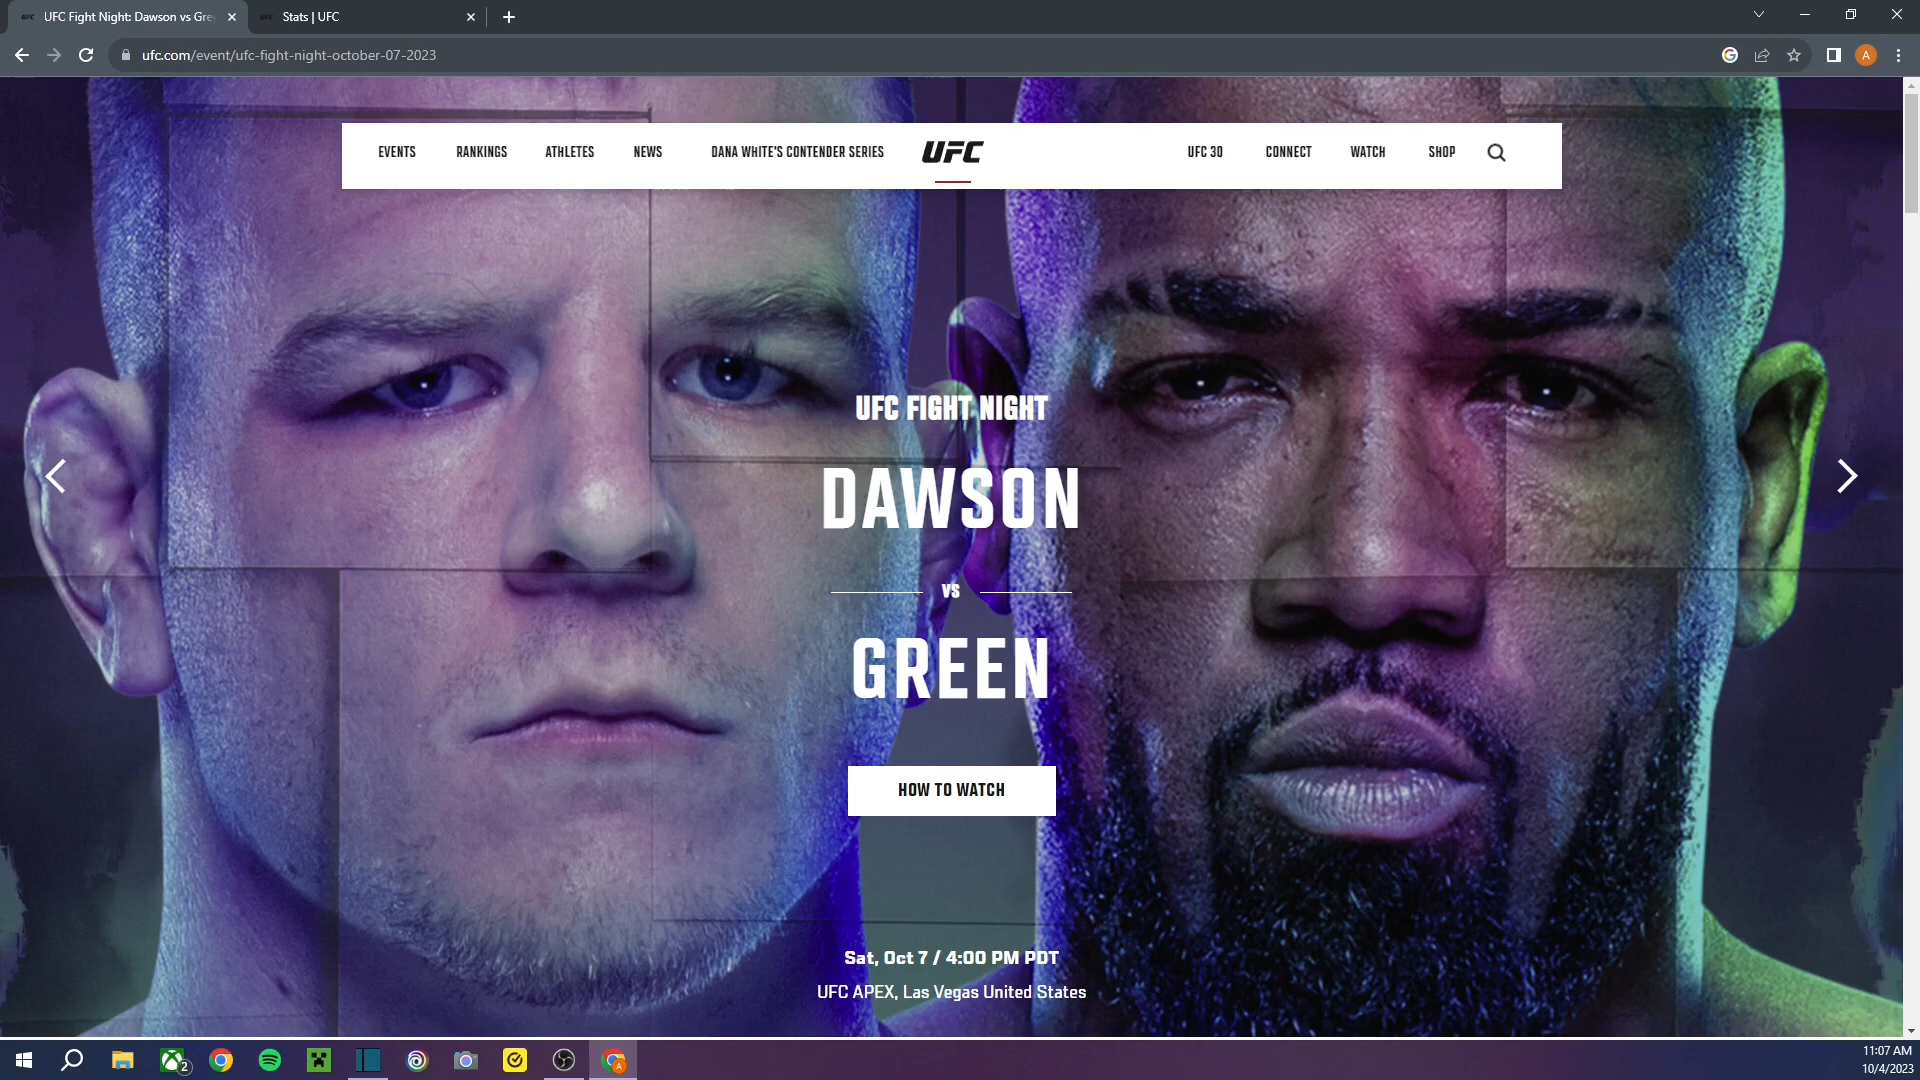 UFC Fight Night: Dawson vs Gre
Stats | UFC
ufc.com/event/ufc-fight-night-october-07-2023
A
EVENTS RANKINGS ATHLETES NEWS DANA WHITE'S CONTENDER SERIES UFC UFC 30 CONNECT WATCH SHOP
UFC FIGHT NIGHT
DAWSON
VS
GREEN
HOW TO WATCH
Sat, Oct 7 / 4:00 PM PDT
UFC APEX, Las Vegas United States
2
A
11:07 AM
10/4/2023